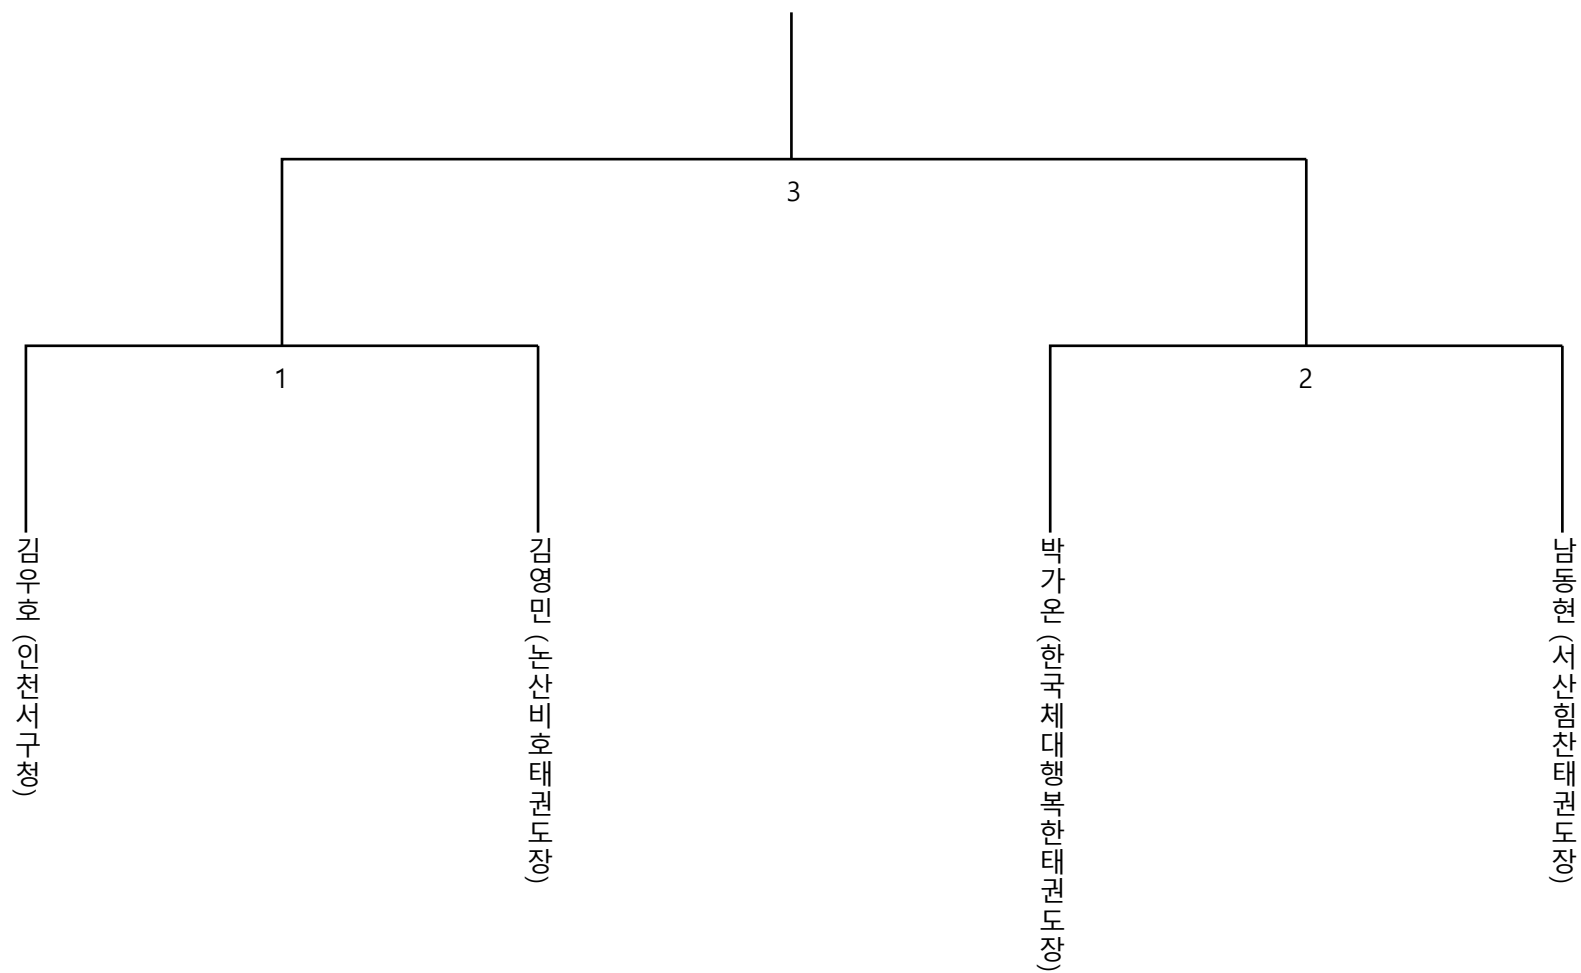 3
1
2
김우호 (인천서구청)
김영민 (논산비호태권도장)
박가온 (한국체대행복한태권도장)
남동현 (서산힘찬태권도장)